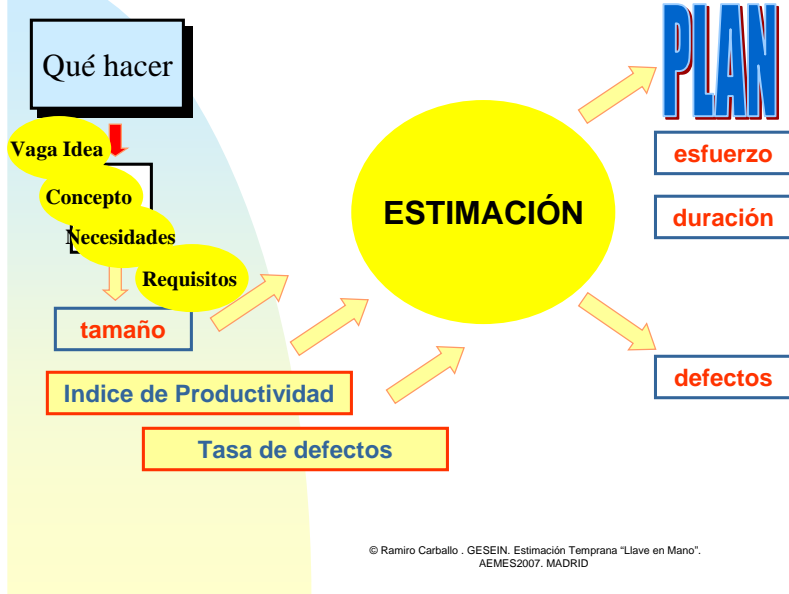 Qué hacer
Vaga Idea
Concepto
Necesidades
Requisitos
tamaño
Indice de Productividad
Tasa de defectos
ESTIMACIÓN
PLAN
esfuerzo
duración
defectos
© Ramiro Carballo . GESEIN. Estimación Temprana “Llave en Mano”.
AEMES2007. MADRID